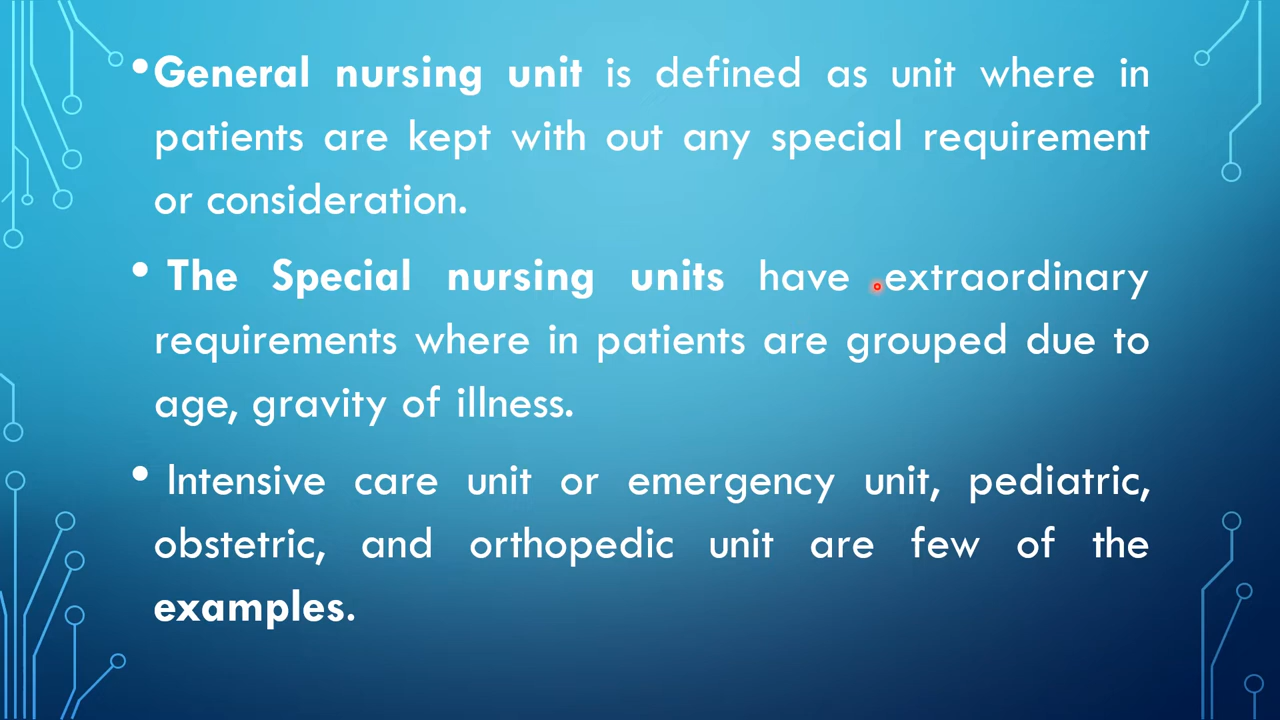 •General nursing unit is defined as unit where in
patients are kept with out any special requirement
or consideration.
• The Special nursing units have extraordinary
requirements where in patients are grouped due to
age, gravity of illness.
• Intensive care unit or emergency unit, pediatric,
obstetric, and orthopedic unit are few of the
examples.